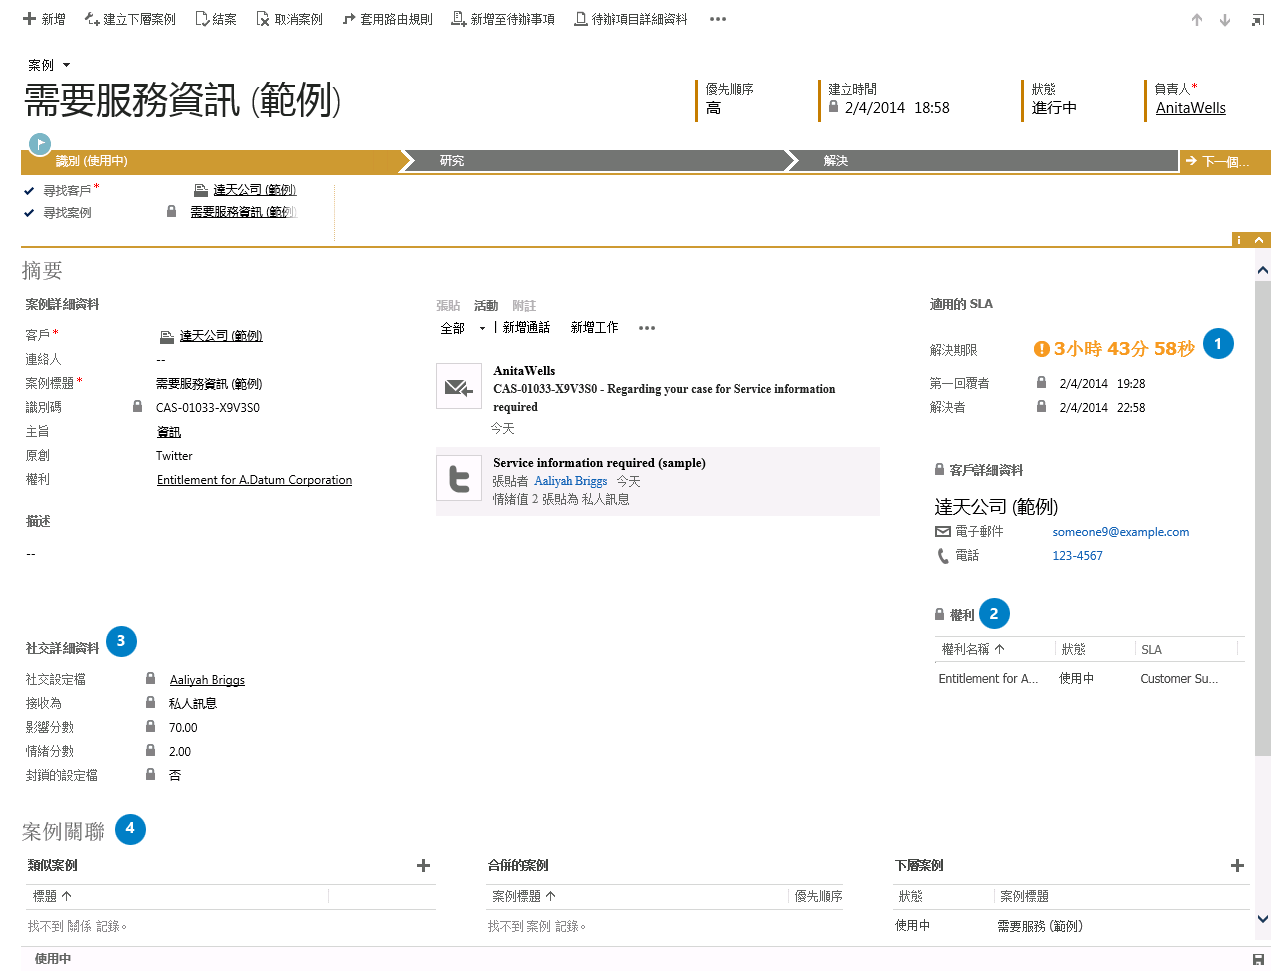 新增 建立下層案例 結案 取消案例 套用路由規則 新增至待辦事項 待辦項目詳細資料 •••
案例
需要服務資訊 (範例)
優先順序 建立時間 狀態 負責人*
高 2/4/2014 18:58 進行中 AnitaWells
識別 (使用中) 研究 解決 下一個...
尋找客戶* 達天公司 (範例)
尋找案例 需要服務資訊 (範例)
摘要
案例詳細資料
客戶* 達天公司 (範例)
連絡人 --
案例標題* 需要服務資訊 (範例)
識別碼 CAS-01033-X9V3S0
主旨 資訊
原創 Twitter
權利 Entitlement for A.Datum Corporation
描述
--
張貼 活動 附註
全部 | 新增通話 新增工作 •••
AnitaWells
CAS-01033-X9V3S0 - Regarding your case for Service information
required
今天
Service information required (sample)
張貼者 Aaliyah Briggs 今天
情緒值 2 張貼為 私人訊息
適用的 SLA
解決期限 3小時 43分 58秒 1
第一回覆者 2/4/2014 19:28
解決者 2/4/2014 22:58
客戶詳細資料
達天公司 (範例)
電子郵件 someone9@example.com
電話 123-4567
權利 2
權利名稱 狀態 SLA
Entitlement for A... 使用中 Customer Su...
社交詳細資料 3
社交設定檔 Aaliyah Briggs
接收為 私人訊息
影響分數 70.00
情緒分數 2.00
封鎖的設定檔 否
案例關聯 4
類似案例
標題
找不到 關係 記錄。
合併的案例
案例標題 優先順序
找不到 案例 記錄。
下層案例
狀態 案例標題
使用中 需要服務 (範例)
使用中